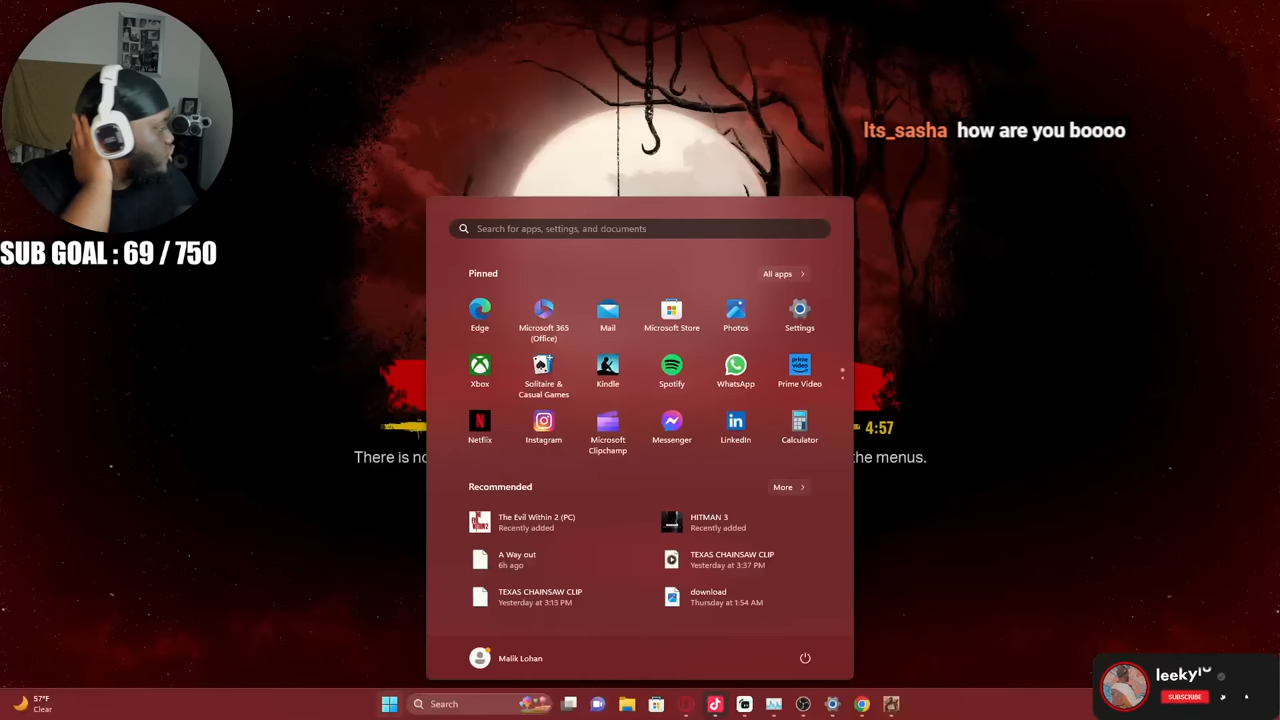 Its_sasha how are you boooo
SUB GOAL : 69 / 750
Search for apps, settings, and documents
Pinned
All apps
Edge
Microsoft 365
(Office)
Mail
Microsoft Store
Photos
Settings
Xbox
Solitaire &
Casual Games
Kindle
Spotify
WhatsApp
prime
video
Prime Video
Netflix
Instagram
Microsoft
Clipchamp
Messenger
LinkedIn
Calculator
4:57
There is no
the menus.
Recommended
More
The Evil Within 2 (PC)
Recently added
HITMAN 3
Recently added
A Way out
6h ago
TEXAS CHAINSAW CLIP
Yesterday at 3:37 PM
TEXAS CHAINSAW CLIP
Yesterday at 3:13 PM
download
Thursday at 1:54 AM
Malik Lohan
57°F
Clear
Search
SUBSCRIBE